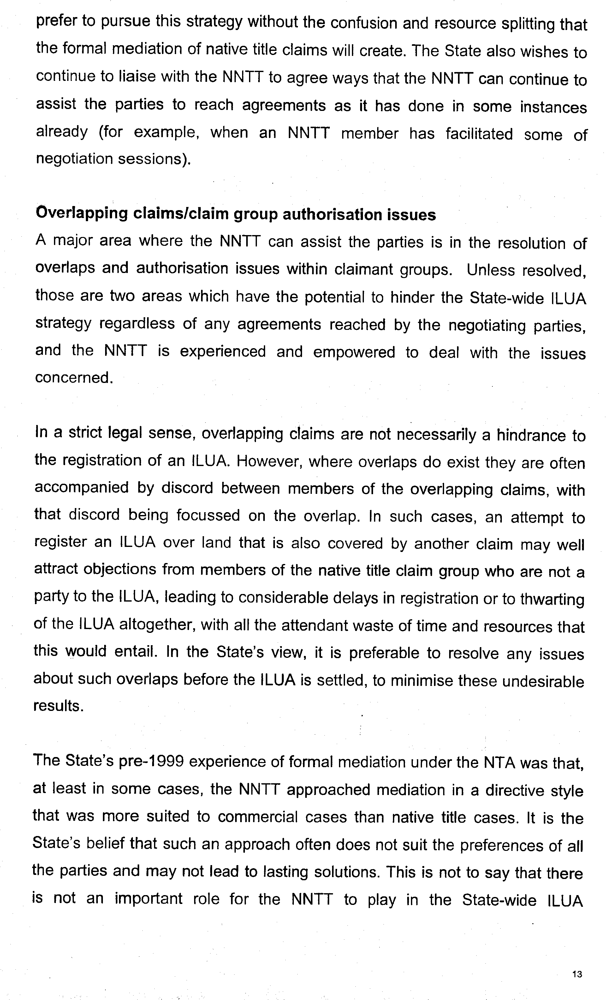 prefer to pursue this strategy without the confusion and resource splitting that
the formal mediation of native title claims will create. The State also wishes to
continue to liaise with the NNTT to agree ways that the NNTT can continue to
assist the parties to reach agreements as it has done in some instances
already (for example, when an NNTT member has facilitated some of
negotiation sessions).
Overlapping claims/claim group authorisation issues
A major area where the NNTT can assist the parties is in the resolution of
overlaps and authorisation issues within claimant groups. Unless resolved,
those are two areas which have the potential to hinder the State-wide ILUA
strategy regardless of any agreements reached by the negotiating parties,
and the NNTT is experienced and empowered to deal with the issues
concerned.
In a strict legal sense, overlapping claims are not necessarily a hindrance to
the registration of an ILUA. However, where overlaps do exist they are often
accompanied by discord between members of the overlapping claims, with
that discord being focussed on the overlap. In such cases, an attempt to
register an ILUA over land that is also covered by another claim may well
attract objections from members of the native title claim group who are not a
party to the ILUA, leading to considerable delays in registration or to thwarting
of the ILUA altogether, with all the attendant waste of time and resources that
this would entail. In the State's view, it is preferable to resolve any issues
about such overlaps before the ILUA is settled, to minimise these undesirable
results.
The State's pre-1999 experience of formal mediation under the NTA was that,
at least in some cases, the NNTT approached mediation in a directive style
that was more suited to commercial cases than native title cases. It is the
State's belief that such an approach often does not suit the preferences of all
the parties and may not lead to lasting solutions. This is not to say that there
is not an important role for the NNTT to play in the State-wide ILUA
13